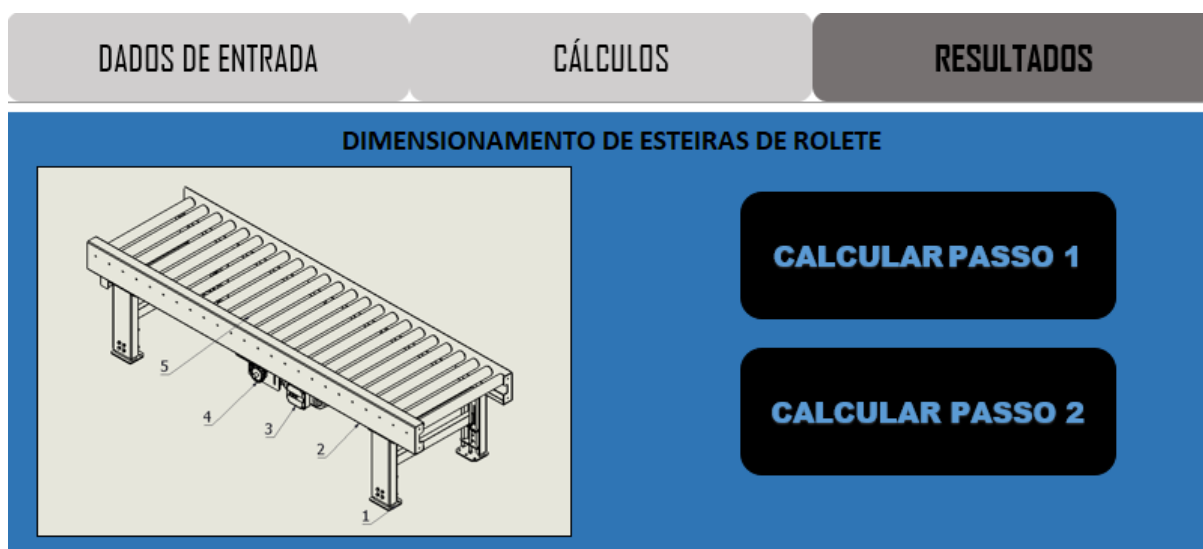 DADOS DE ENTRADA
CÁLCULOS
RESULTADOS
DIMENSIONAMENTO DE ESTEIRAS DE ROLETE
CALCULAR PASSO 1
CALCULAR PASSO 2
5
4
3
2
1